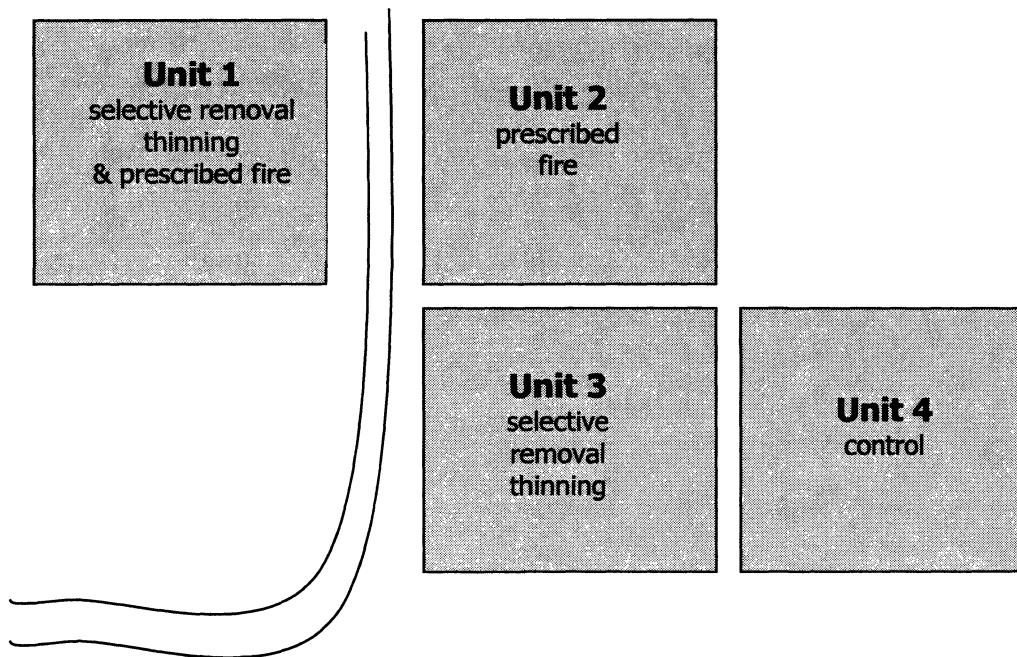 Unit 1
selective removal
thinning
& prescribed fire
Unit 2
prescribed
fire
Unit 3
selective
removal
thinning
Unit 4
control